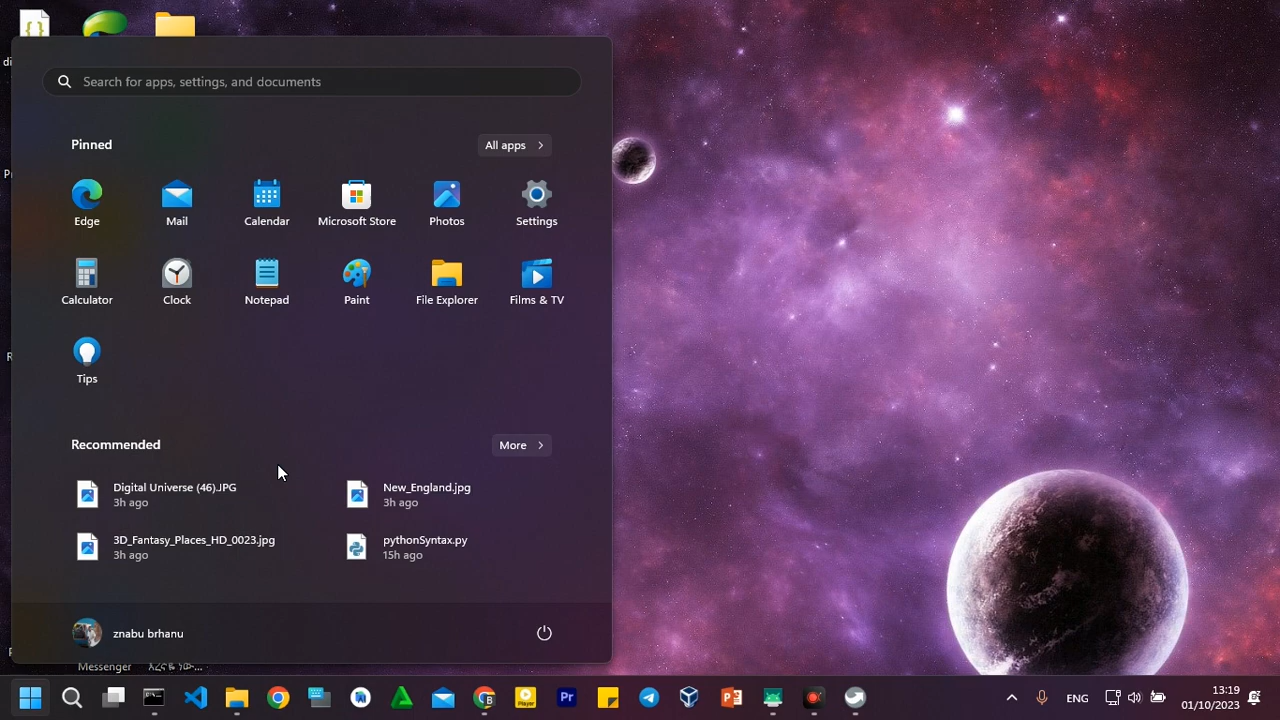 Search for apps, settings, and documents
Pinned
All apps
Edge
Mail
Calendar
Microsoft Store
Photos
Settings
Calculator
Clock
Notepad
Paint
File Explorer
Films & TV
Tips
Recommended
More
Digital Universe (46).JPG
3h ago
New_England.jpg
3h ago
3D_Fantasy_Places_HD_0023.jpg
3h ago
pythonSyntax.py
15h ago
znabu brhanu
Messenger
Player
Pr
ENG
13:19
01/10/2023